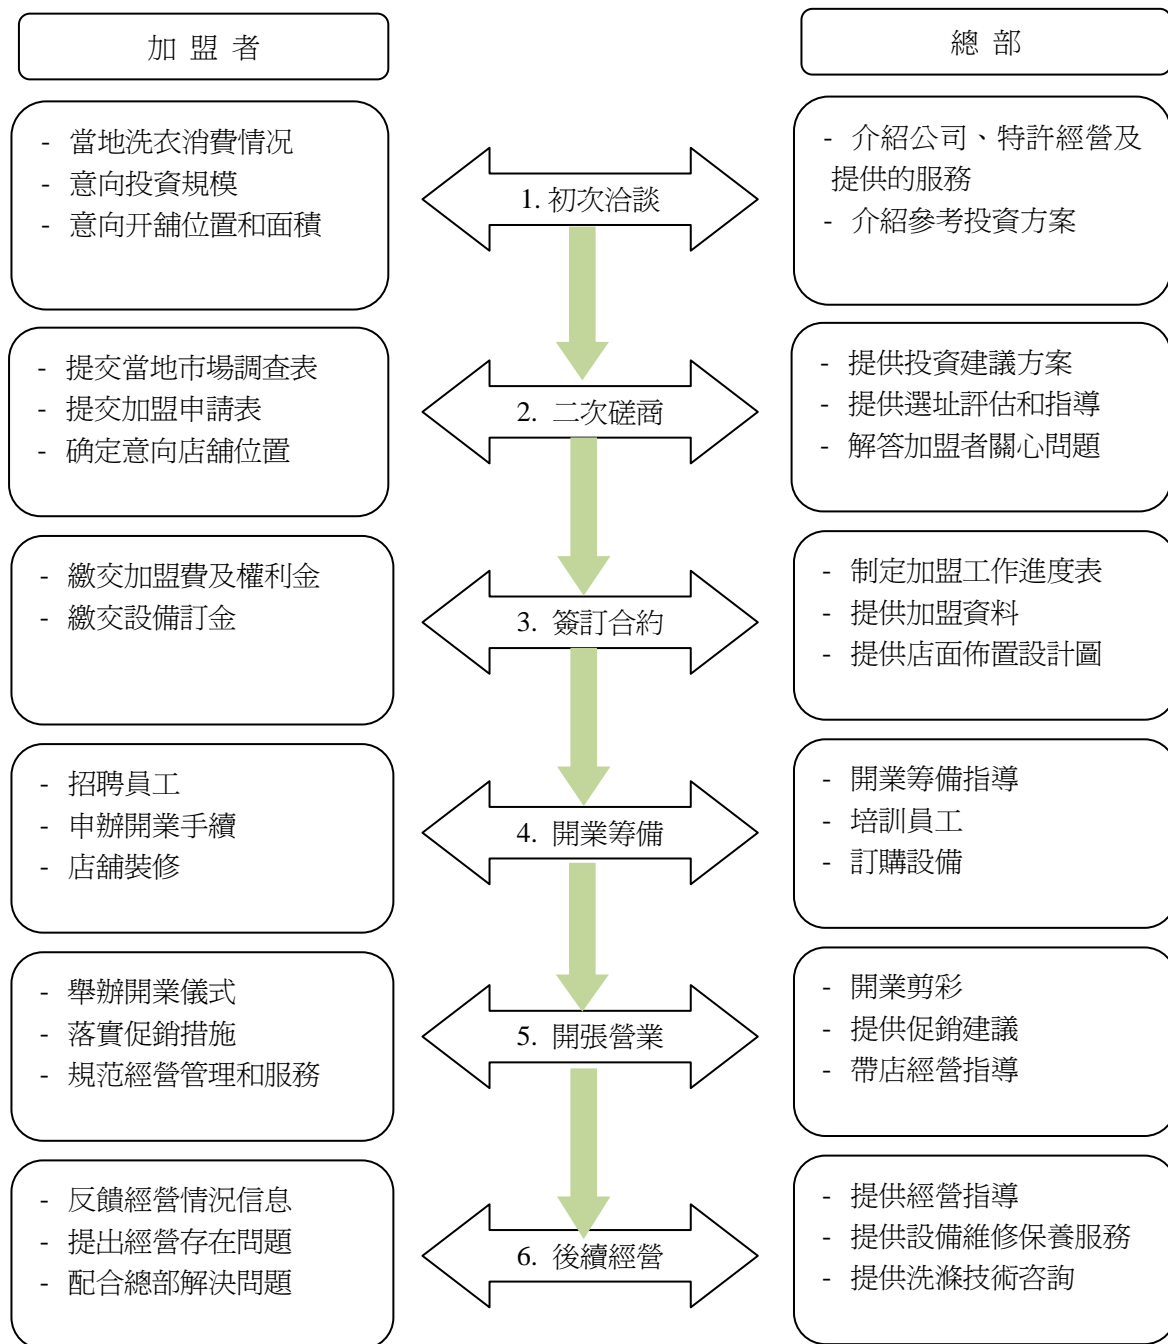 加 盟 者
總 部
- 當地洗衣消費情况
- 意向投資規模
- 意向开舖位置和面積
1. 初次洽談
- 介紹公司、特許經營及
提供的服務
- 介紹參考投資方案
- 提交當地市場調查表
- 提交加盟申請表
- 确定意向店舖位置
2. 二次磋商
- 提供投資建議方案
- 提供選址評估和指導
- 解答加盟者關心問題
- 繳交加盟費及權利金
- 繳交設備訂金
3. 簽訂合約
- 制定加盟工作進度表
- 提供加盟資料
- 提供店面佈置設計圖
- 招聘員工
- 申辦開業手續
- 店舖裝修
4. 開業筹備
- 開業筹備指導
- 培訓員工
- 訂購設備
- 舉辦開業儀式
- 落實促銷措施
- 規范經營管理和服務
5. 開張營業
- 開業剪彩
- 提供促銷建議
- 帶店經營指導
- 反饋經營情況信息
- 提出經營存在問題
- 配合總部解決問題
6. 後續經營
- 提供經營指導
- 提供設備維修保養服務
- 提供洗滌技術咨詢